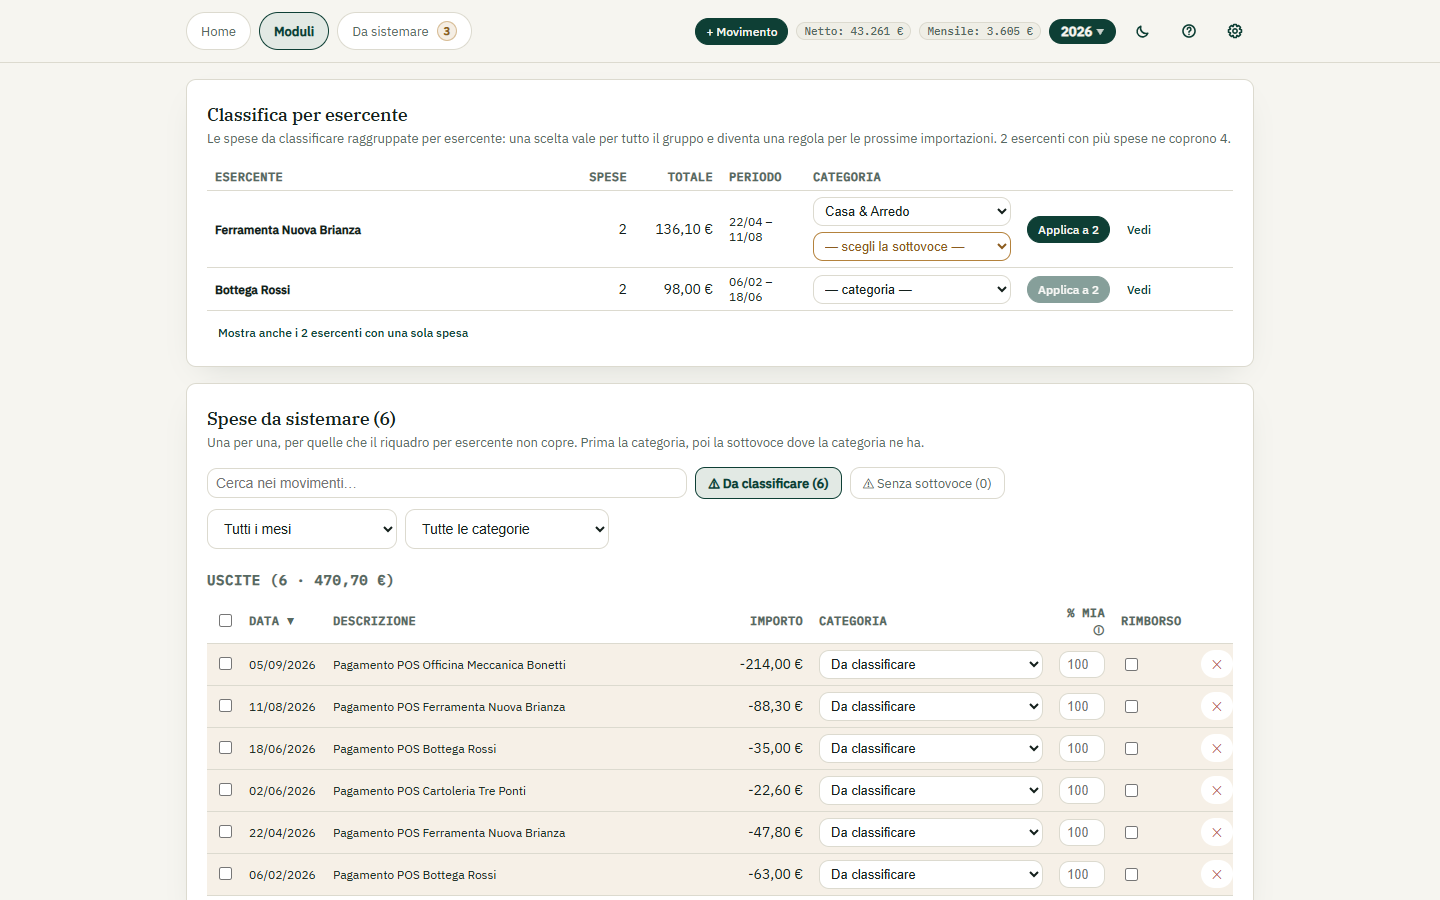 Home Moduli Da sistemare 3 + Movimento Netto: 43.261 € Mensile: 3.605 € 2026 ▾
Classifica per esercente
Le spese da classificare raggruppate per esercente: una scelta vale per tutto il gruppo e diventa una regola per le prossime importazioni. 2 esercenti con più spese ne coprono 4.
ESERCENTE SPESE TOTALE PERIODO CATEGORIA
Ferramenta Nuova Brianza 2 136,10 € 22/04 – 11/08 Casa & Arredo Applica a 2 Vedi
— scegli la sottovoce —
Bottega Rossi 2 98,00 € 06/02 – 18/06 — categoria — Applica a 2 Vedi
Mostra anche i 2 esercenti con una sola spesa
Spese da sistemare (6)
Una per una, per quelle che il riquadro per esercente non copre. Prima la categoria, poi la sottovoce dove la categoria ne ha.
Cerca nei movimenti... ⚠ Da classificare (6) ⚠ Senza sottovoce (0)
Tutti i mesi Tutte le categorie
USCITE (6 · 470,70 €)
DATA ▼ DESCRIZIONE IMPORTO CATEGORIA % MIA ⓘ RIMBORSO
05/09/2026 Pagamento POS Officina Meccanica Bonetti -214,00 € Da classificare 100 ×
11/08/2026 Pagamento POS Ferramenta Nuova Brianza -88,30 € Da classificare 100 ×
18/06/2026 Pagamento POS Bottega Rossi -35,00 € Da classificare 100 ×
02/06/2026 Pagamento POS Cartoleria Tre Ponti -22,60 € Da classificare 100 ×
22/04/2026 Pagamento POS Ferramenta Nuova Brianza -47,80 € Da classificare 100 ×
06/02/2026 Pagamento POS Bottega Rossi -63,00 € Da classificare 100 ×